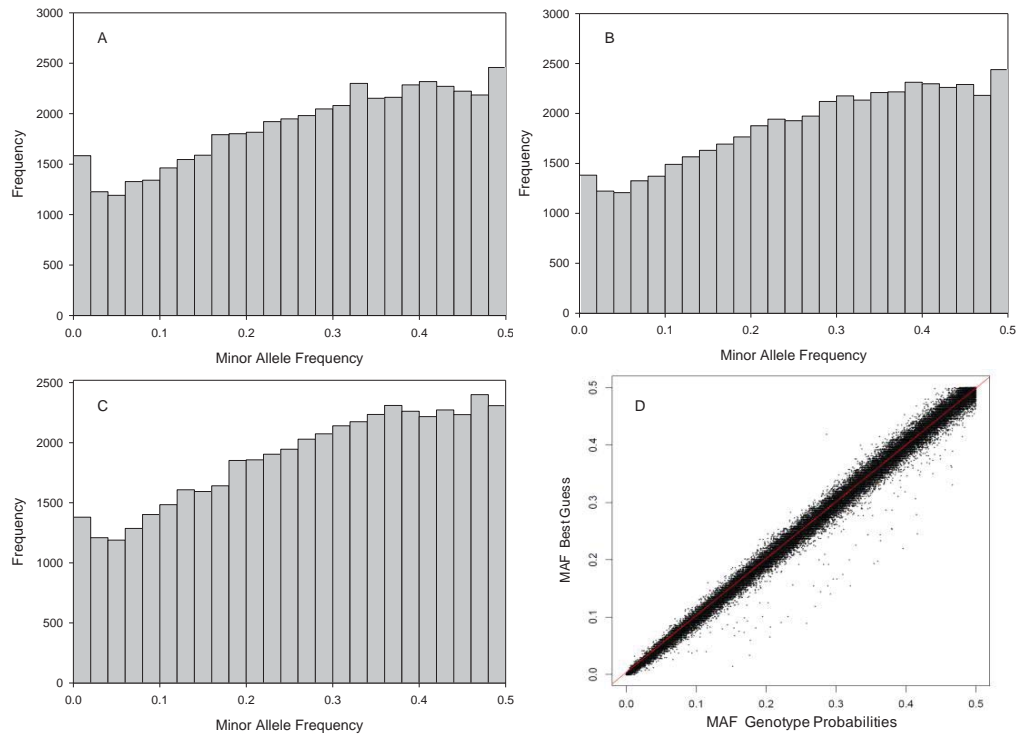 A
3000
2500
2000
1500
1000
500
0
Frequency
0.0 0.1 0.2 0.3 0.4 0.5
Minor Allele Frequency
B
3000
2500
2000
1500
1000
500
0
Frequency
0.0 0.1 0.2 0.3 0.4 0.5
Minor Allele Frequency
C
2500
2000
1500
1000
500
0
Frequency
0.0 0.1 0.2 0.3 0.4 0.5
Minor Allele Frequency
D
0.5
0.4
0.3
0.2
0.1
0.0
MAF Best Guess
0.0 0.1 0.2 0.3 0.4 0.5
MAF Genotype Probabilities